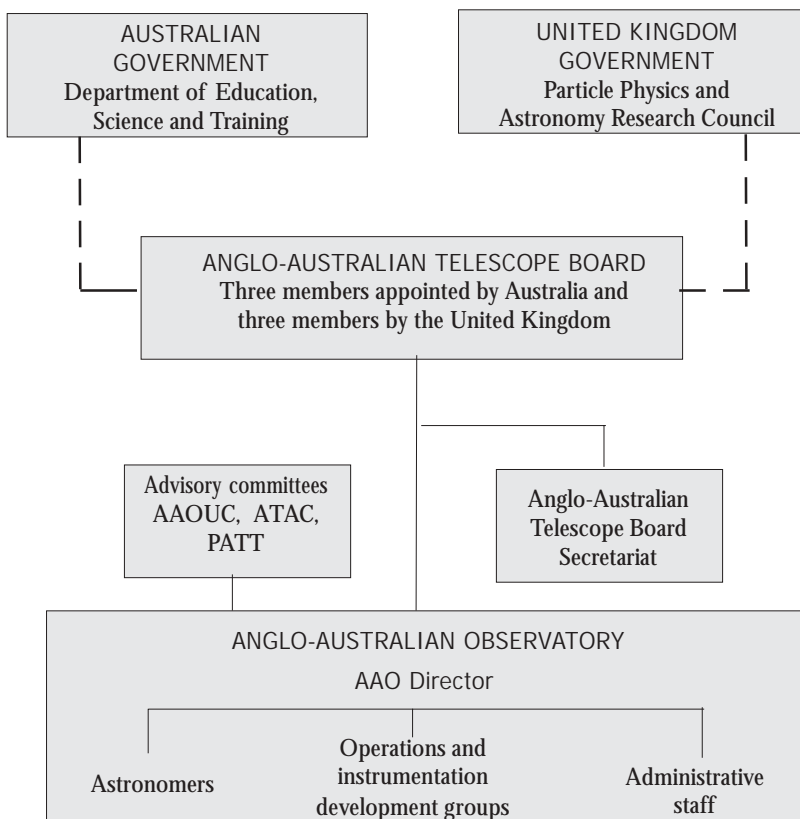 AUSTRALIAN
GOVERNMENT
Department of Education,
Science and Training
UNITED KINGDOM
GOVERNMENT
Particle Physics and
Astronomy Research Council
ANGLO-AUSTRALIAN TELESCOPE BOARD
Three members appointed by Australia and
three members by the United Kingdom
Advisory committees
AAOUC, ATAC,
PATT
Anglo-Australian
Telescope Board
Secretariat
ANGLO-AUSTRALIAN OBSERVATORY
AAO Director
Astronomers
Operations and
instrumentation
development groups
Administrative
staff